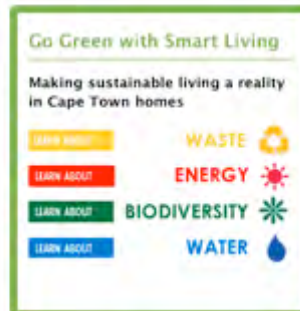 Go Green with Smart Living
Making sustainable living a reality
in Cape Town homes
LEARN ABOUT WASTE
LEARN ABOUT ENERGY
LEARN ABOUT BIODIVERSITY
LEARN ABOUT WATER